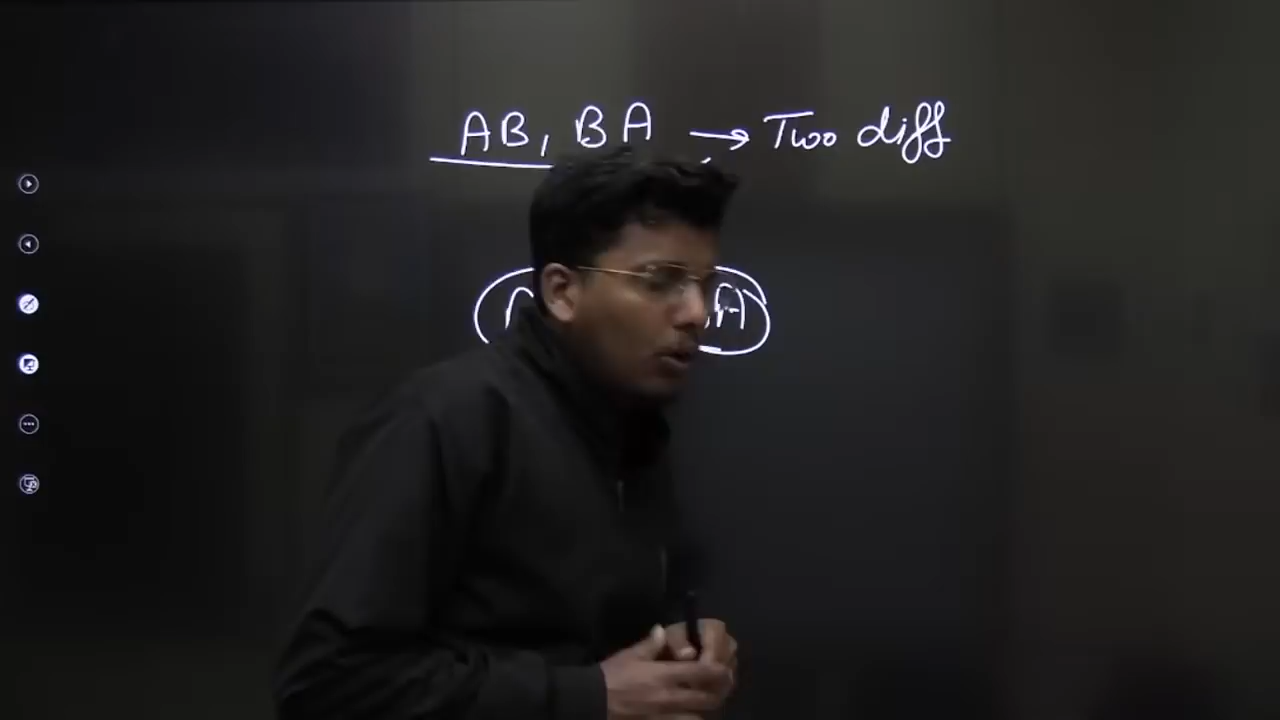 AB, BA → Two diff